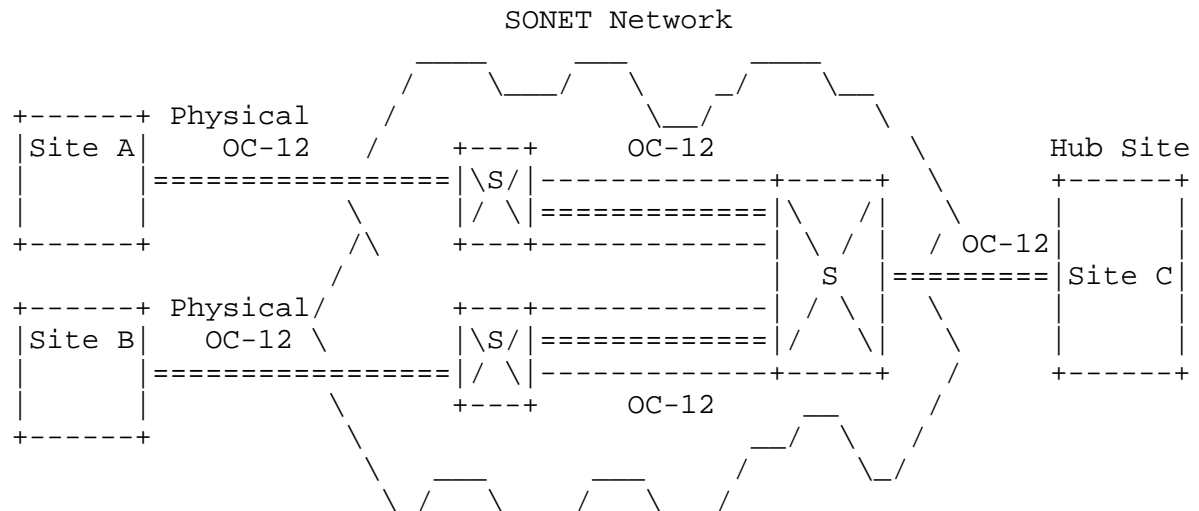 SONET Network
Physical
Site A OC-12 OC-12 Hub Site
S
OC-12
S Site C
Physical
Site B OC-12 S
OC-12